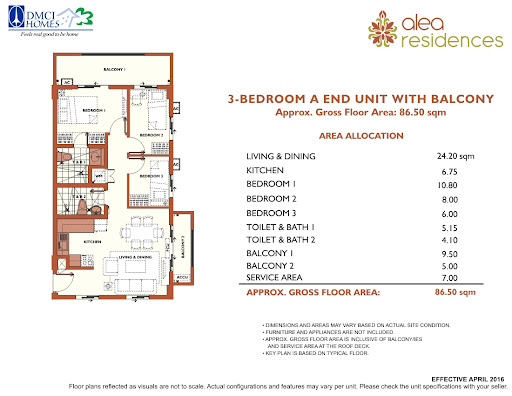 DMCI
HOMES
Feels real good to be home
alea
residences
BALCONY 1
AC
BEDROOM 1
BEDROOM 2
AC
T&B 1
BEDROOM 3
T&B 2
AC
KITCHEN
LIVING & DINING
BALCONY 2
ACCU
3-BEDROOM A END UNIT WITH BALCONY
Approx. Gross Floor Area: 86.50 sqm
AREA ALLOCATION
LIVING & DINING 24.20 sqm
KITCHEN 6.75
BEDROOM 1 10.80
BEDROOM 2 8.00
BEDROOM 3 6.00
TOILET & BATH 1 5.15
TOILET & BATH 2 4.10
BALCONY 1 9.50
BALCONY 2 5.00
SERVICE AREA 7.00
APPROX. GROSS FLOOR AREA: 86.50 sqm
• DIMENSIONS AND AREAS MAY VARY BASED ON ACTUAL SITE CONDITION.
• FURNITURE AND APPLIANCES ARE NOT INCLUDED.
• APPROX. GROSS FLOOR AREA IS INCLUSIVE OF BALCONY/IES
AND SERVICE AREA AT THE ROOF DECK.
• KEY PLAN IS BASED ON TYPICAL FLOOR.
EFFECTIVE APRIL 2016
Floor plans reflected as visuals are not to scale. Actual configurations and features may vary per unit. Please check the unit specifications with your seller.